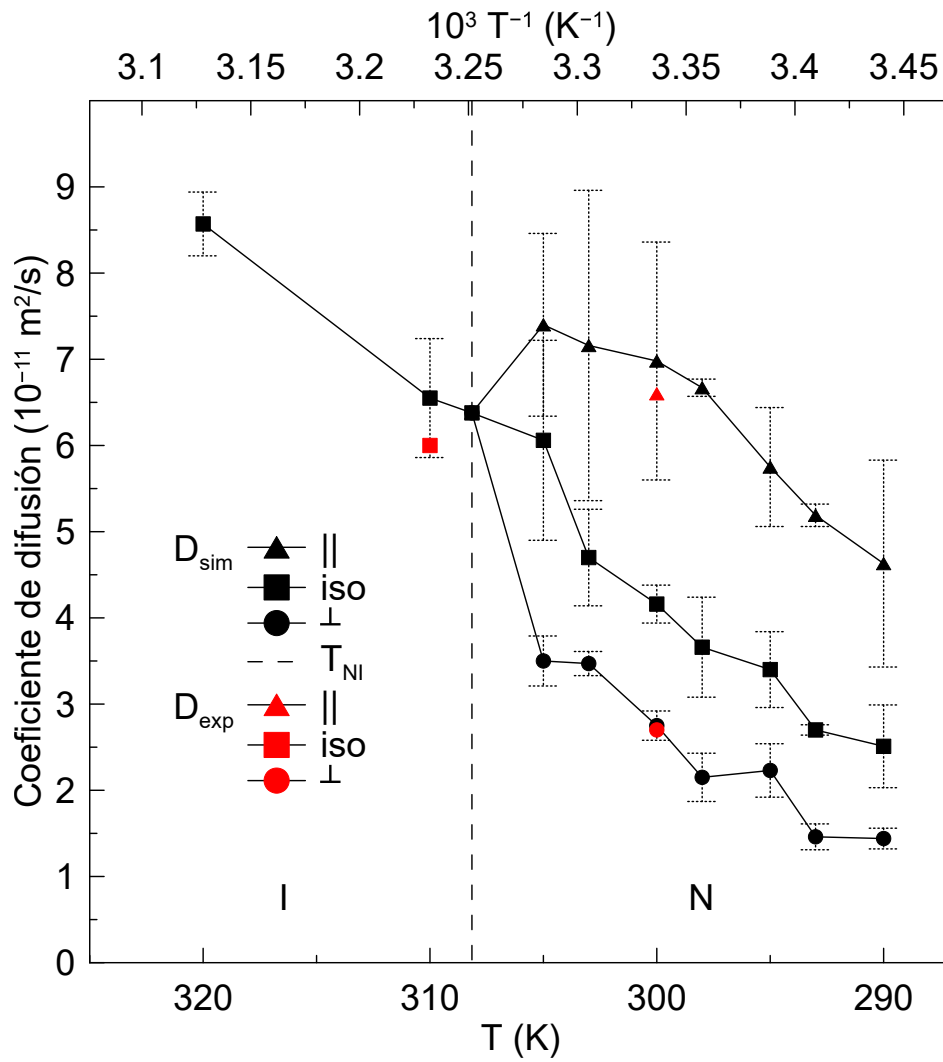 10³ T⁻¹ (K⁻¹)
3.1 3.15 3.2 3.25 3.3 3.35 3.4 3.45
Coeficiente de difusión (10⁻¹¹ m²/s)
9
8
7
6
5
4
3
2
1
0
D_sim ||
iso
⊥
T_NI
D_exp ||
iso
⊥
I N
320 310 300 290
T (K)